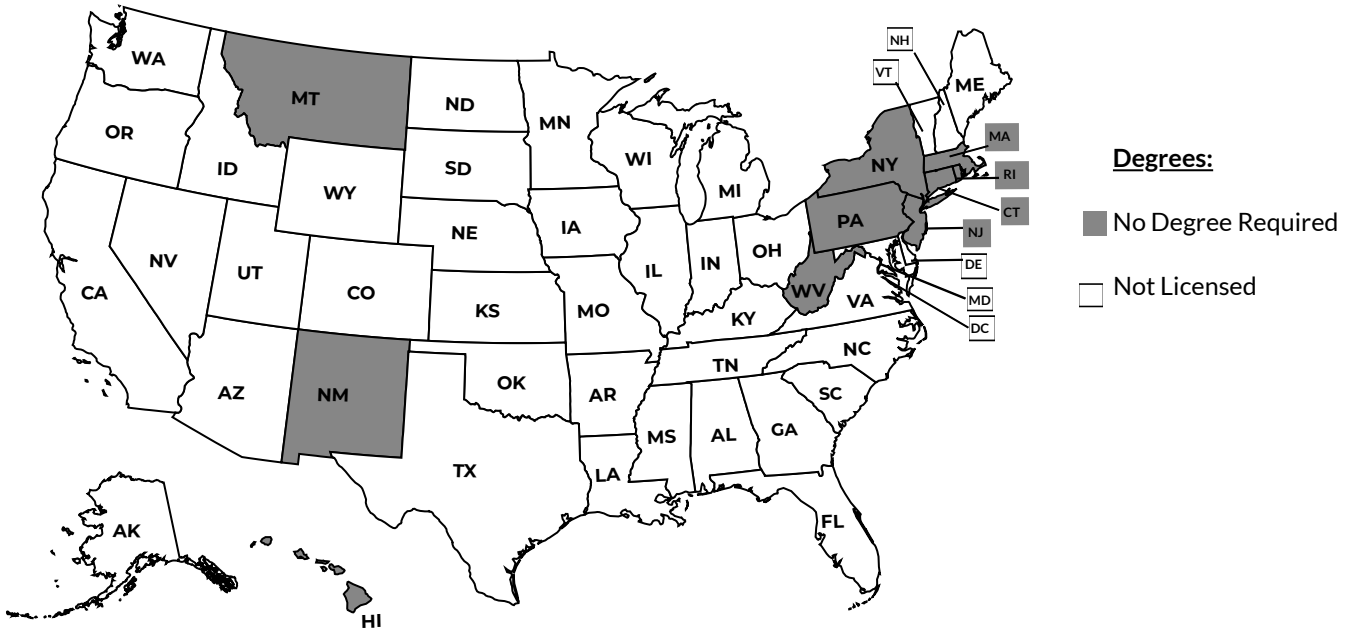 NH
WA
VT
ME
MT
ND
OR
MN
MA
Degrees:
WI
NY
ID
SD
RI
WY
MI
CT
PA
No Degree Required
IA
NE
NJ
OH
NV
IN
DE
UT
IL
CA
CO
WV
Not Licensed
VA
MD
KS
MO
KY
DC
NC
TN
OK
AZ
NM
AR
SC
MS
AL
GA
TX
LA
FL
AK
HI